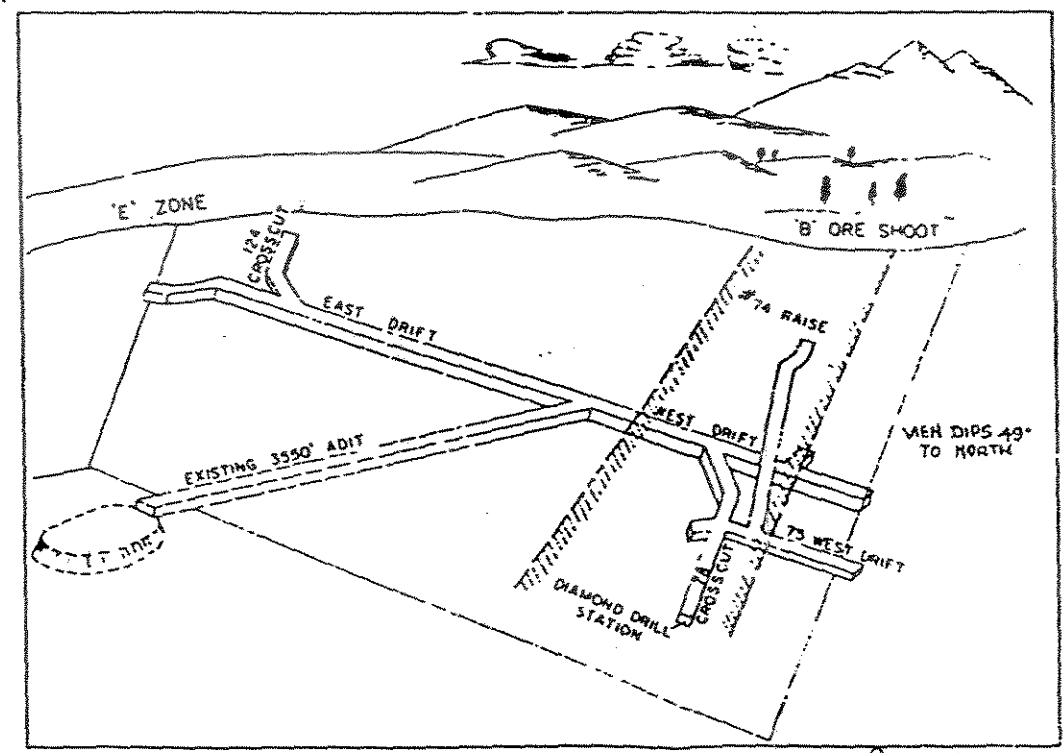 "E" ZONE
"B" ORE SHOOT
124
CROSSCUT
#74 RAISE
EAST DRIFT
WEST DRIFT
VIEW DIPS 49°
TO NORTH
EXISTING 3550' ADIT
73 WEST DRIFT
CROSSCUT
DIAMOND DRILL
STATION